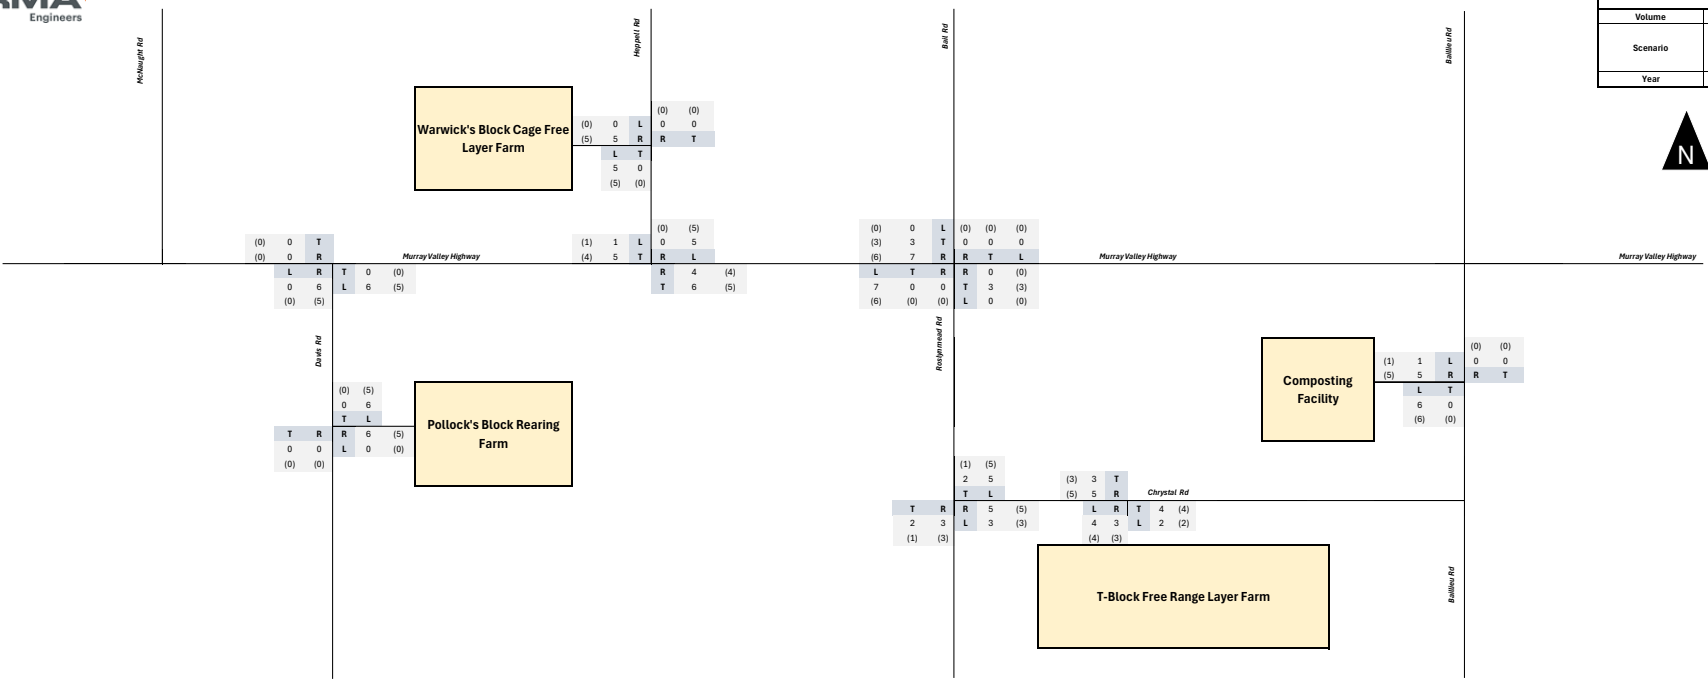 Engineers
Volume
Scenario
Year
McNaught Rd
Heppell Rd
Ball Rd
Baillieu Rd
N
Warwick's Block Cage Free
Layer Farm
(0) (0)
(0) 0 L 0 0
(5) 5 R R T
L T
5 0
(5) (0)
(0) 0 T
(0) 0 R
Murray Valley Highway
L R T 0 (0)
0 6 L 6 (5)
(0) (5)
(0) (5)
(1) 1 L 0 5
(4) 5 T R L
R 4 (4)
T 6 (5)
(0) 0 L (0) (0) (0)
(3) 3 T 0 0 0
(6) 7 R R T L
L T R R 0 (0)
7 0 0 T 3 (3)
(6) (0) (0) L 0 (0)
Murray Valley Highway
Murray Valley Highway
Davis Rd
Roslynmead Rd
(0) (5)
0 6
T L
T R R 6 (5)
0 0 L 0 (0)
(0) (0)
Pollock's Block Rearing
Farm
Composting
Facility
(0) (0)
(1) 1 L 0 0
(5) 5 R R T
L T
6 0
(6) (0)
(1) (5)
2 5
T L
T R R 5 (5)
2 3 L 3 (3)
(1) (3)
(3) 3 T
(5) 5 R
Chrystal Rd
L R T 4 (4)
4 3 L 2 (2)
(4) (3)
T-Block Free Range Layer Farm
Baillieu Rd